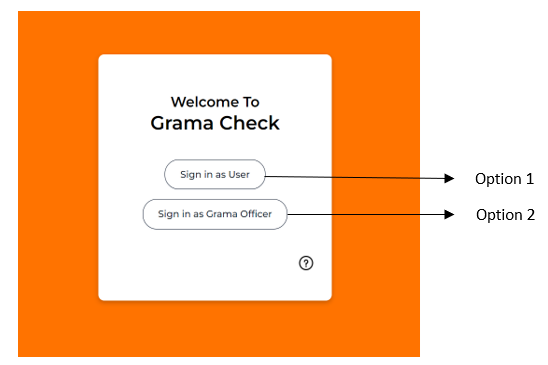 Welcome To
Grama Check
Sign in as User
Option 1
Sign in as Grama Officer
Option 2
?